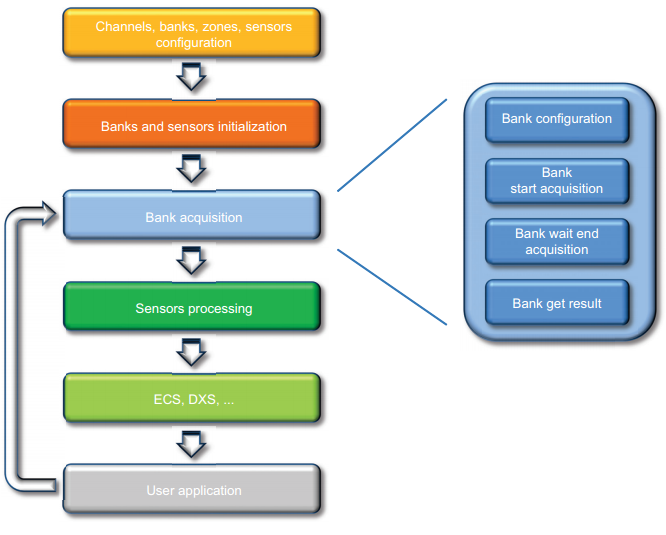 Channels, banks, zones, sensors
configuration
Banks and sensors initialization
Bank acquisition
Sensors processing
ECS, DXS, ...
User application
Bank configuration
Bank
start acquisition
Bank wait end
acquisition
Bank get result